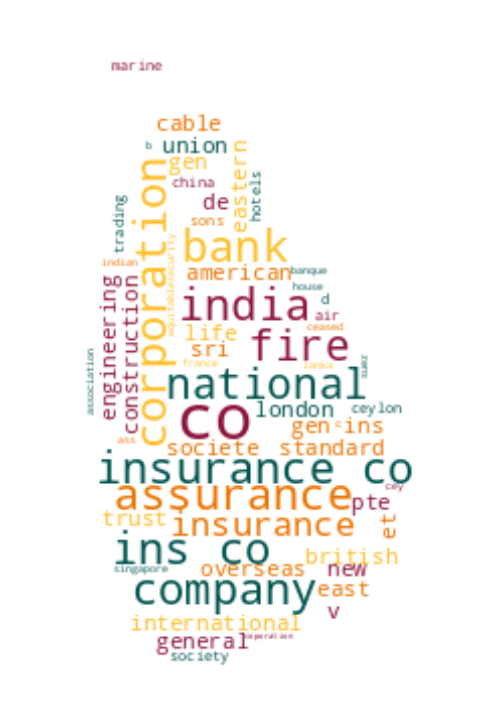 marine
cable
b
union
gen
eastern
china
hotels
de
trading
sons
corporation
bank
indian
equitable
security
american
banque
engineering
construction
house
india
d
air
life
fire
ceased
sri
association
france
lanka
suez
national
co
london
ceylon
gen
c
ins
ass
societe
standard
insurance co
cey
assurance
pte
trust
insurance
et
ins co
british
singapore
overseas
new
company
east
v
international
general
corporation
society